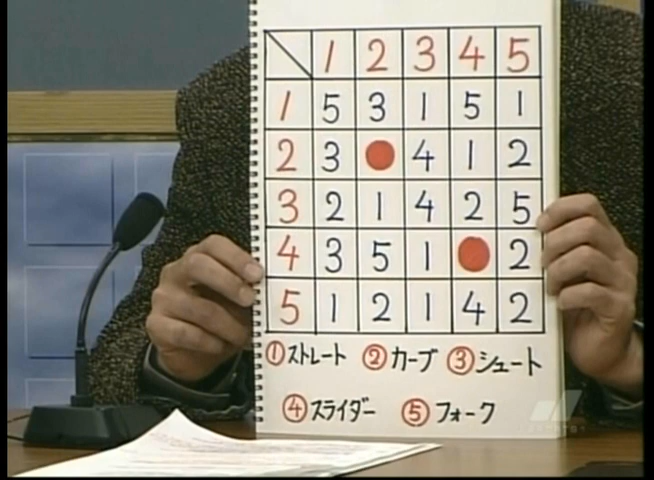 1 2 3 4 5
1 5 3 1 5 1
2 3 4 1 2
3 2 1 4 2 5
4 3 5 1 2
5 1 2 1 4 2
①ストレート ②カーブ ③シュート
④スライダー ⑤フォーク